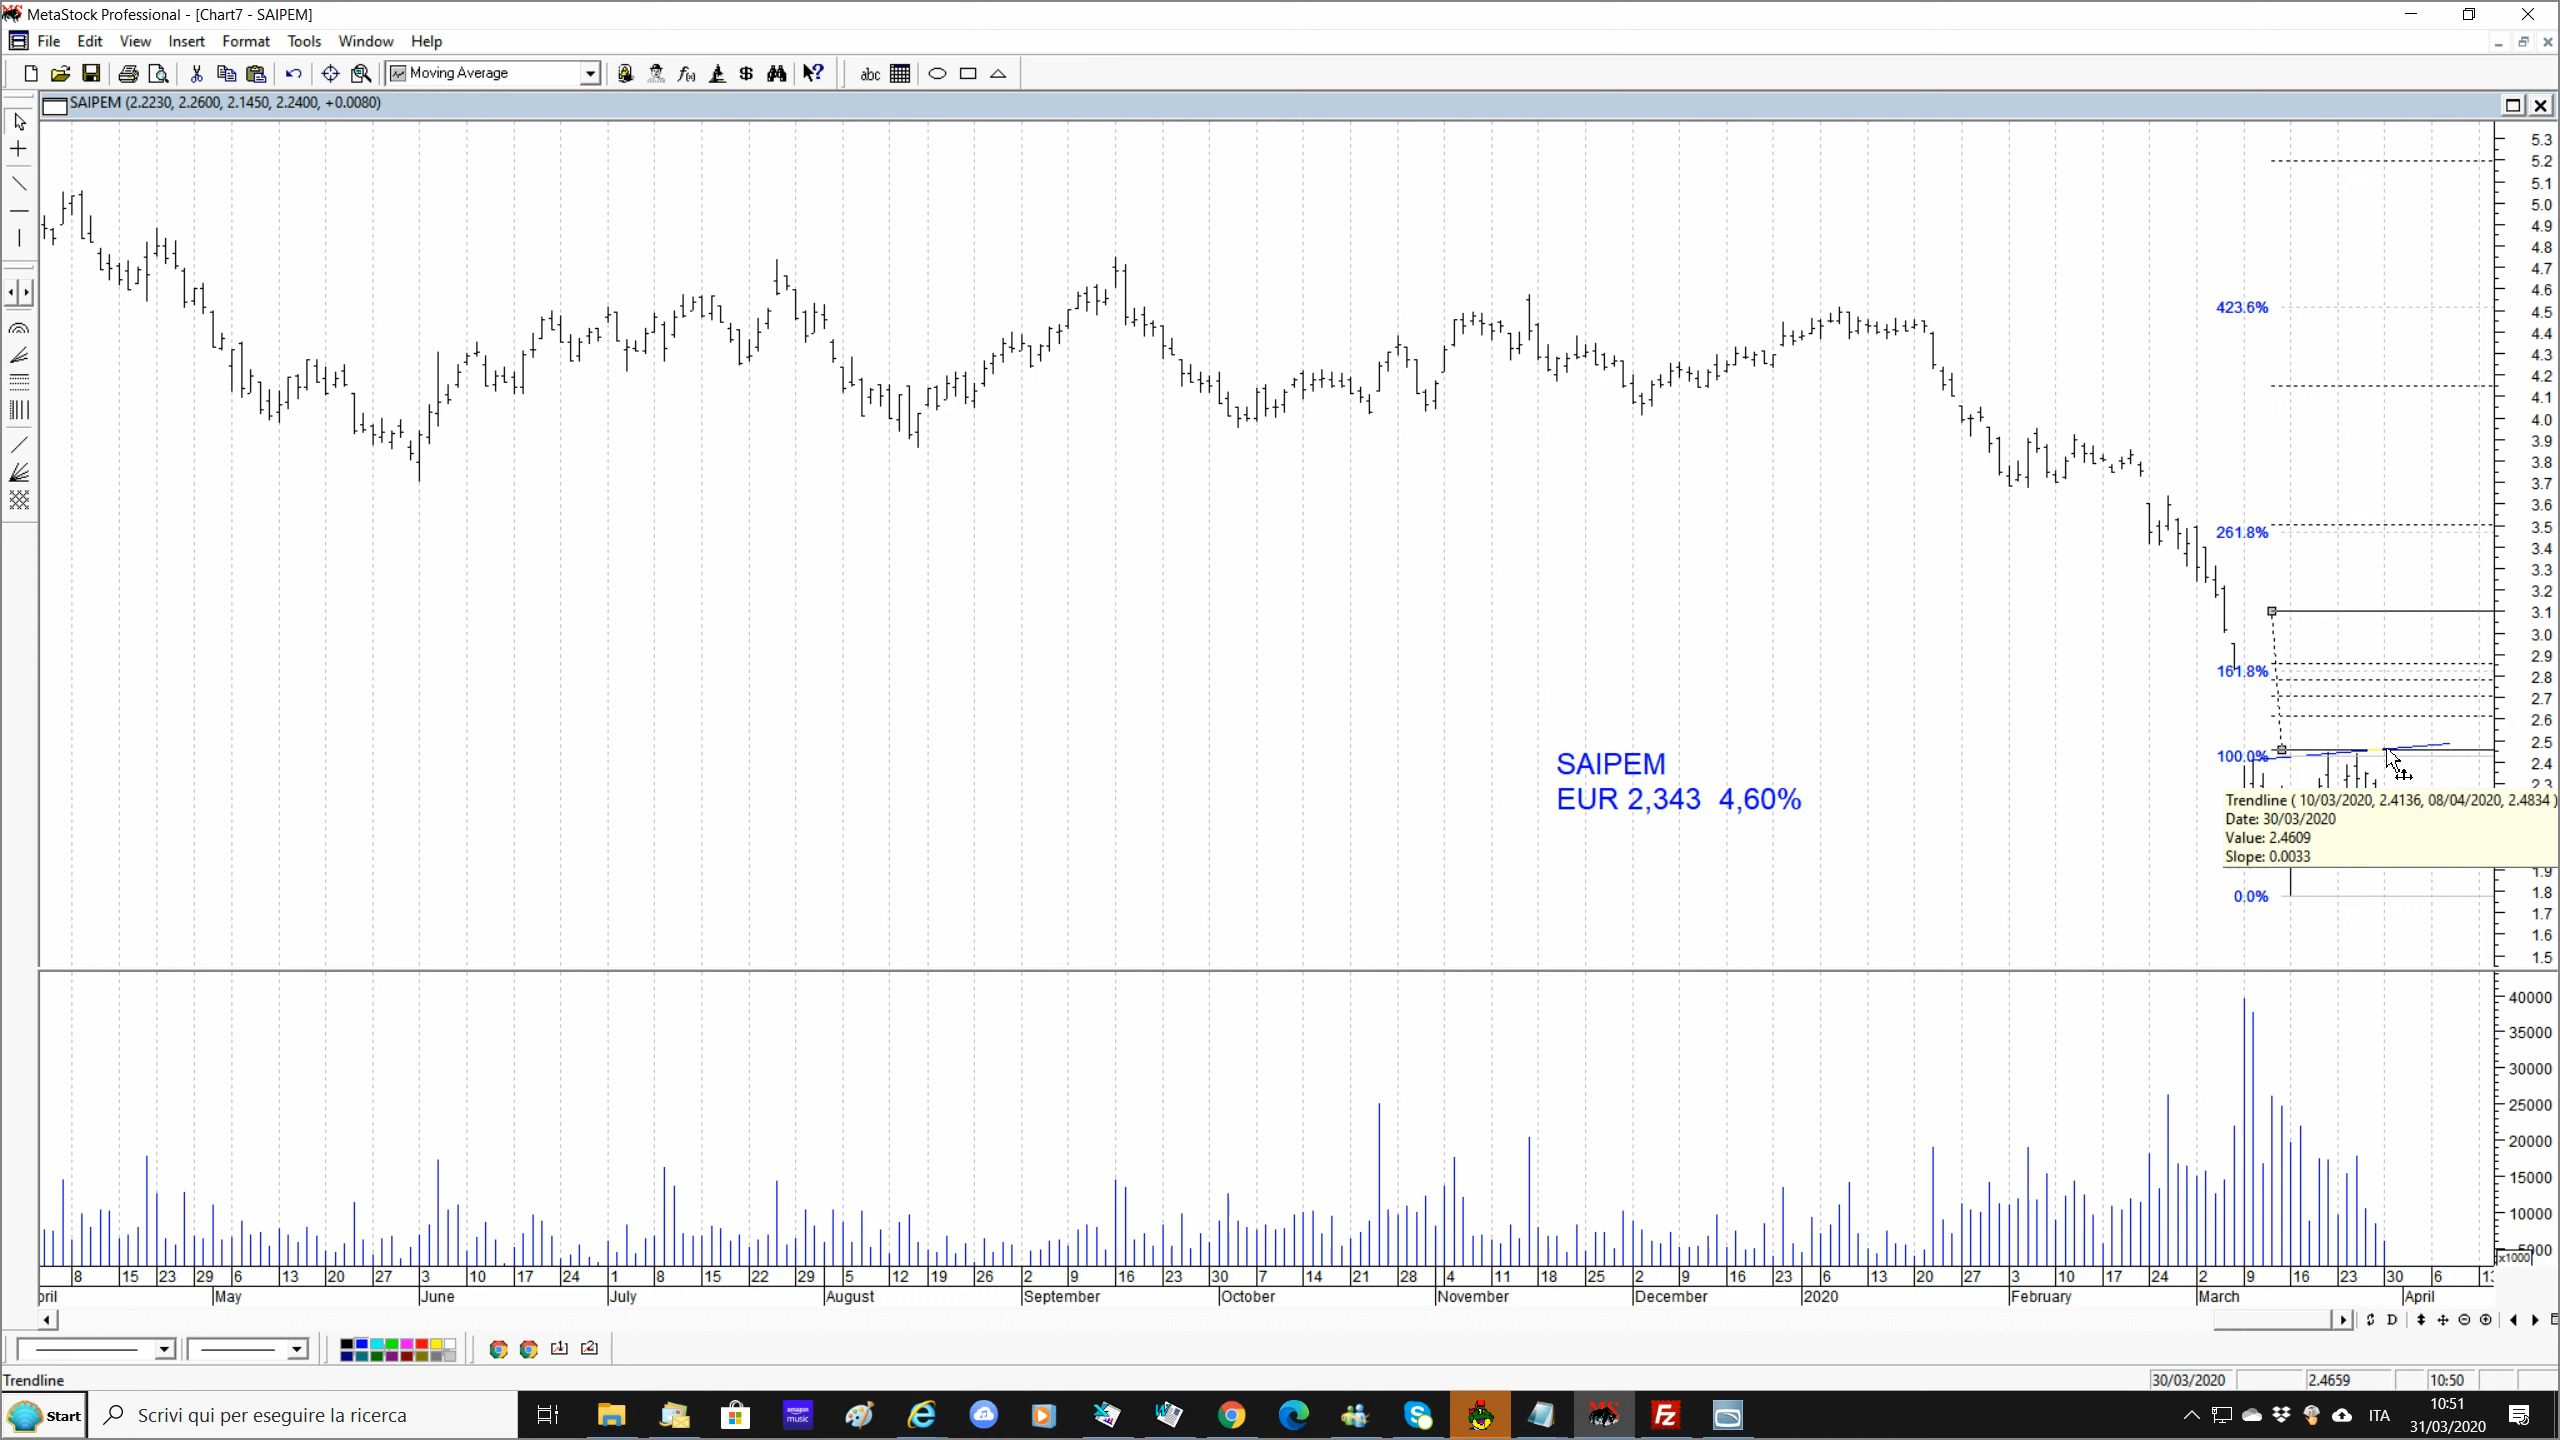 MetaStock Professional - [Chart7 - SAIPEM]
File Edit View Insert Format Tools Window Help
Moving Average
abc
SAIPEM (2.2230, 2.2600, 2.1450, 2.2400, +0.0080)
5.3
5.2
5.1
5.0
4.9
4.8
4.7
4.6
423.6%
4.5
4.4
4.3
4.2
4.1
4.0
3.9
3.8
3.7
3.6
261.8%
3.5
3.4
3.3
3.2
3.1
3.0
2.9
161.8%
2.8
2.7
2.6
2.5
100.0%
2.4
2.3
SAIPEM
EUR 2,343 4,60%
Trendline ( 10/03/2020, 2.4136, 08/04/2020, 2.4834 )
Date: 30/03/2020
Value: 2.4609
Slope: 0.0033
1.9
0.0%
1.8
1.7
1.6
1.5
40000
35000
30000
25000
20000
15000
10000
x1000
8 15 23 29 6 13 20 27 3 10 17 24 1 8 15 22 29 5 12 19 26 2 9 16 23 30 7 14 21 28 4 11 18 25 2 9 16 23 6 13 20 27 3 10 17 24 2 9 16 23 30 6
pril May June July August September October November December 2020 February March April
D
Trendline
30/03/2020 2.4659 10:50
Start Scrivi qui per eseguire la ricerca
amazon music
ITA
10:51
31/03/2020